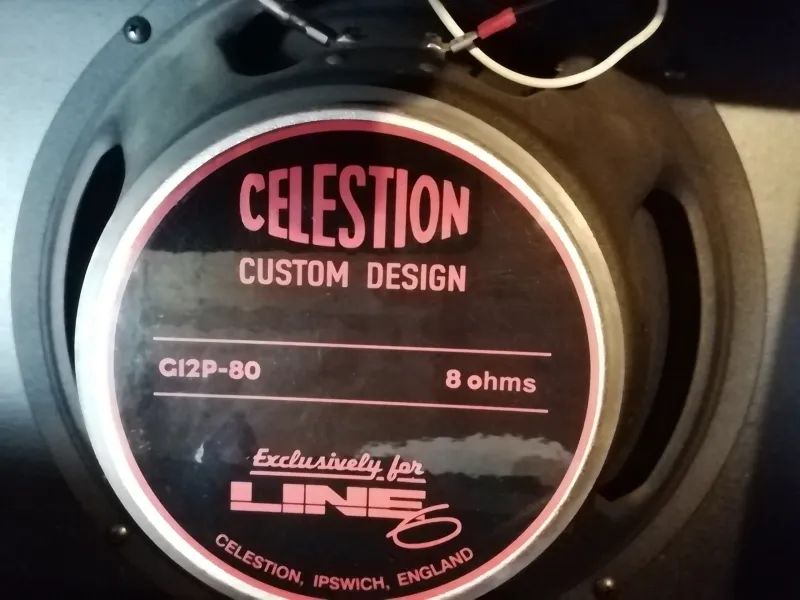 CELESTION
CUSTOM DESIGN
G12P-80 8 ohms
Exclusively for
LINE 6
CELESTION, IPSWICH, ENGLAND